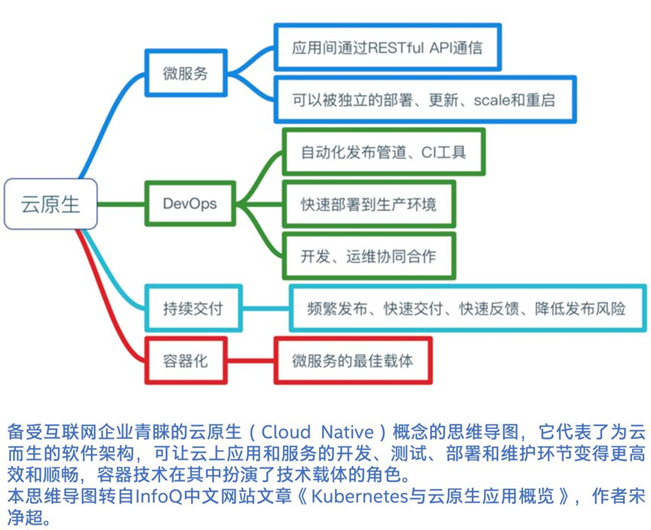 云原生
微服务
应用间通过RESTful API通信
可以被独立的部署、更新、scale和重启
DevOps
自动化发布管道、CI工具
快速部署到生产环境
开发、运维协同合作
持续交付
频繁发布、快速交付、快速反馈、降低发布风险
容器化
微服务的最佳载体
备受互联网企业青睐的云原生（Cloud Native）概念的思维导图，它代表了为云
而生的软件架构，可让云上应用和服务的开发、测试、部署和维护环节变得更高
效和顺畅，容器技术在其中扮演了技术载体的角色。
本思维导图转自InfoQ中文网站文章《Kubernetes与云原生应用概览》，作者宋
净超。